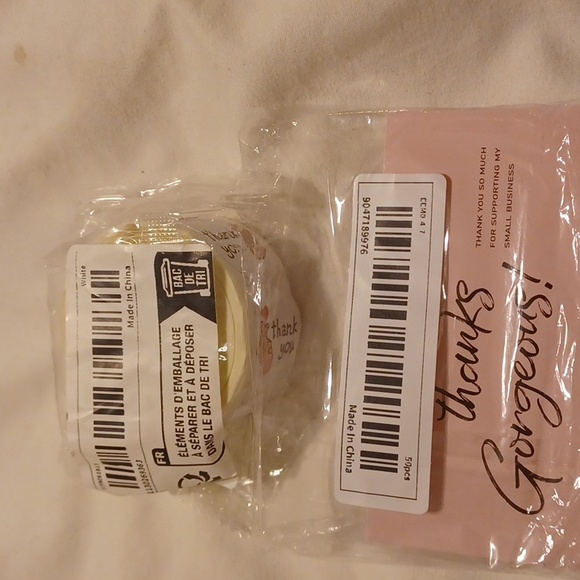 White
Made In China
BAC
DE
TRI
FR
ÉLÉMENTS D'EMBALLAGE
À SÉPARER ET À DÉPOSER
DANS LE BAC DE TRI
thank
you
thank
you
9047189976
50pcs
Made In China
THANK YOU SO MUCH
FOR SUPPORTING MY
SMALL BUSINESS
thanks
Gorgeous!